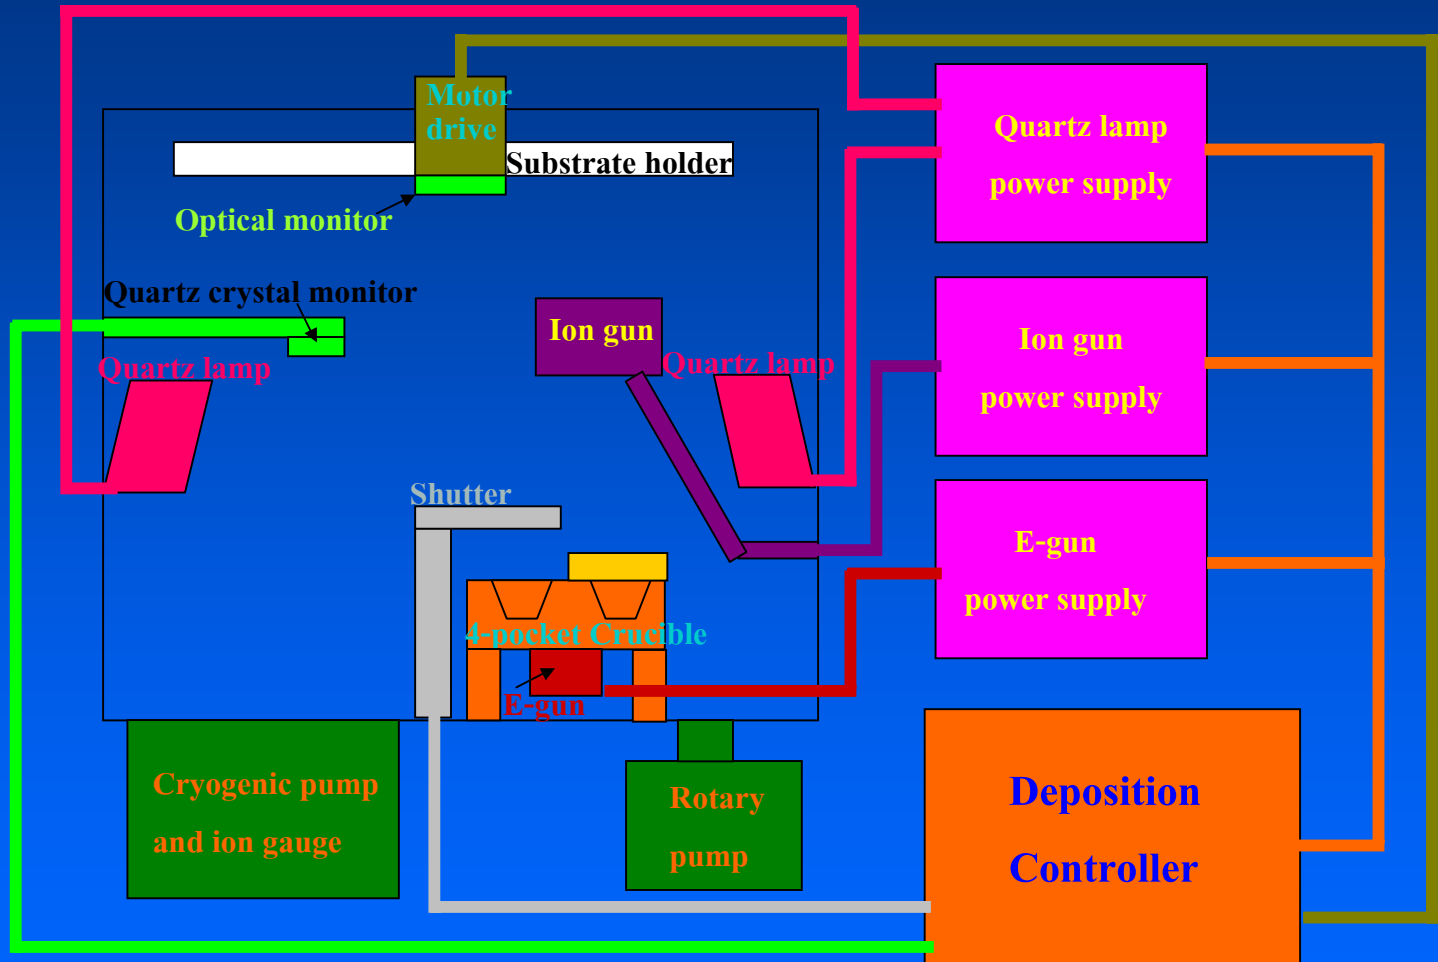 Motor
drive
Substrate holder
Optical monitor
Quartz crystal monitor
Quartz lamp
Ion gun
Quartz lamp
Shutter
4-pocket Crucible
E-gun
Cryogenic pump
and ion gauge
Rotary
pump
Quartz lamp
power supply
Ion gun
power supply
E-gun
power supply
Deposition
Controller